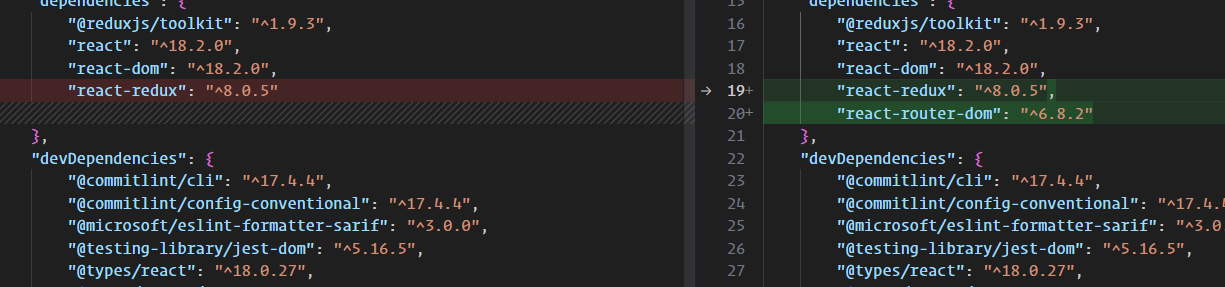 "dependencies": {
"@reduxjs/toolkit": "^1.9.3",
"react": "^18.2.0",
"react-dom": "^18.2.0",
"react-redux": "^8.0.5"
},
"devDependencies": {
"@commitlint/cli": "^17.4.4",
"@commitlint/config-conventional": "^17.4.4",
"@microsoft/eslint-formatter-sarif": "^3.0.0",
"@testing-library/jest-dom": "^5.16.5",
"@types/react": "^18.0.27",
15 "dependencies": {
16 "@reduxjs/toolkit": "^1.9.3",
17 "react": "^18.2.0",
18 "react-dom": "^18.2.0",
→ 19+ "react-redux": "^8.0.5",
20+ "react-router-dom": "^6.8.2"
21 },
22 "devDependencies": {
23 "@commitlint/cli": "^17.4.4",
24 "@commitlint/config-conventional": "^17.4.4
25 "@microsoft/eslint-formatter-sarif": "^3.0
26 "@testing-library/jest-dom": "^5.16.5",
27 "@types/react": "^18.0.27",